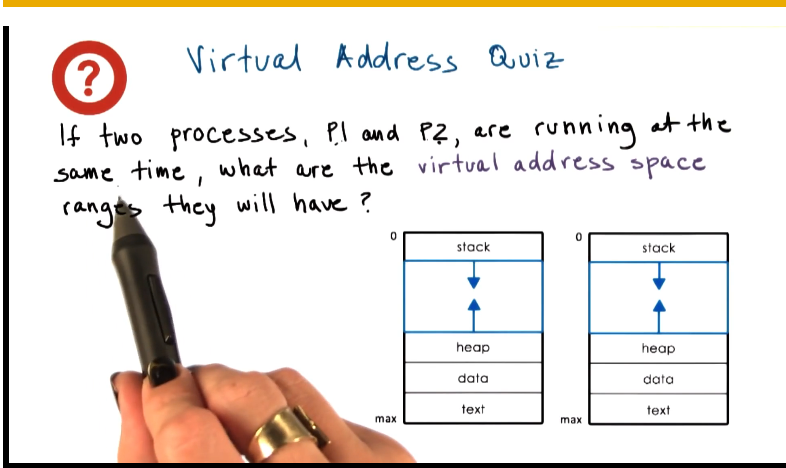 ?
Virtual Address Quiz
If two processes, P1 and P2, are running at the
same time, what are the virtual address space
ranges they will have?
0
stack
heap
data
text
max
0
stack
heap
data
text
max